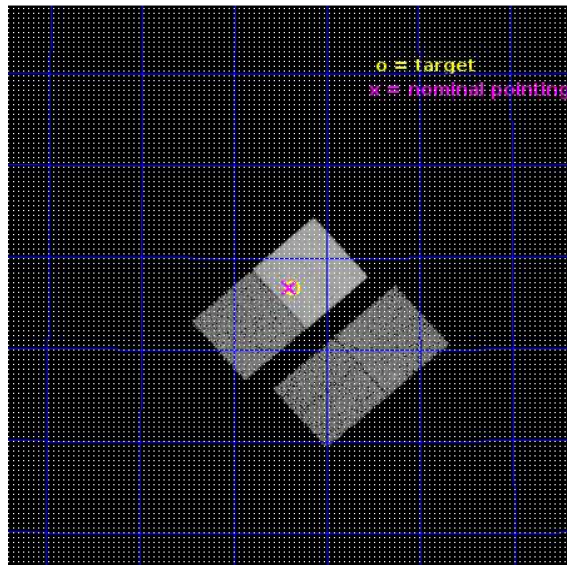 o = target
x = nominal pointing